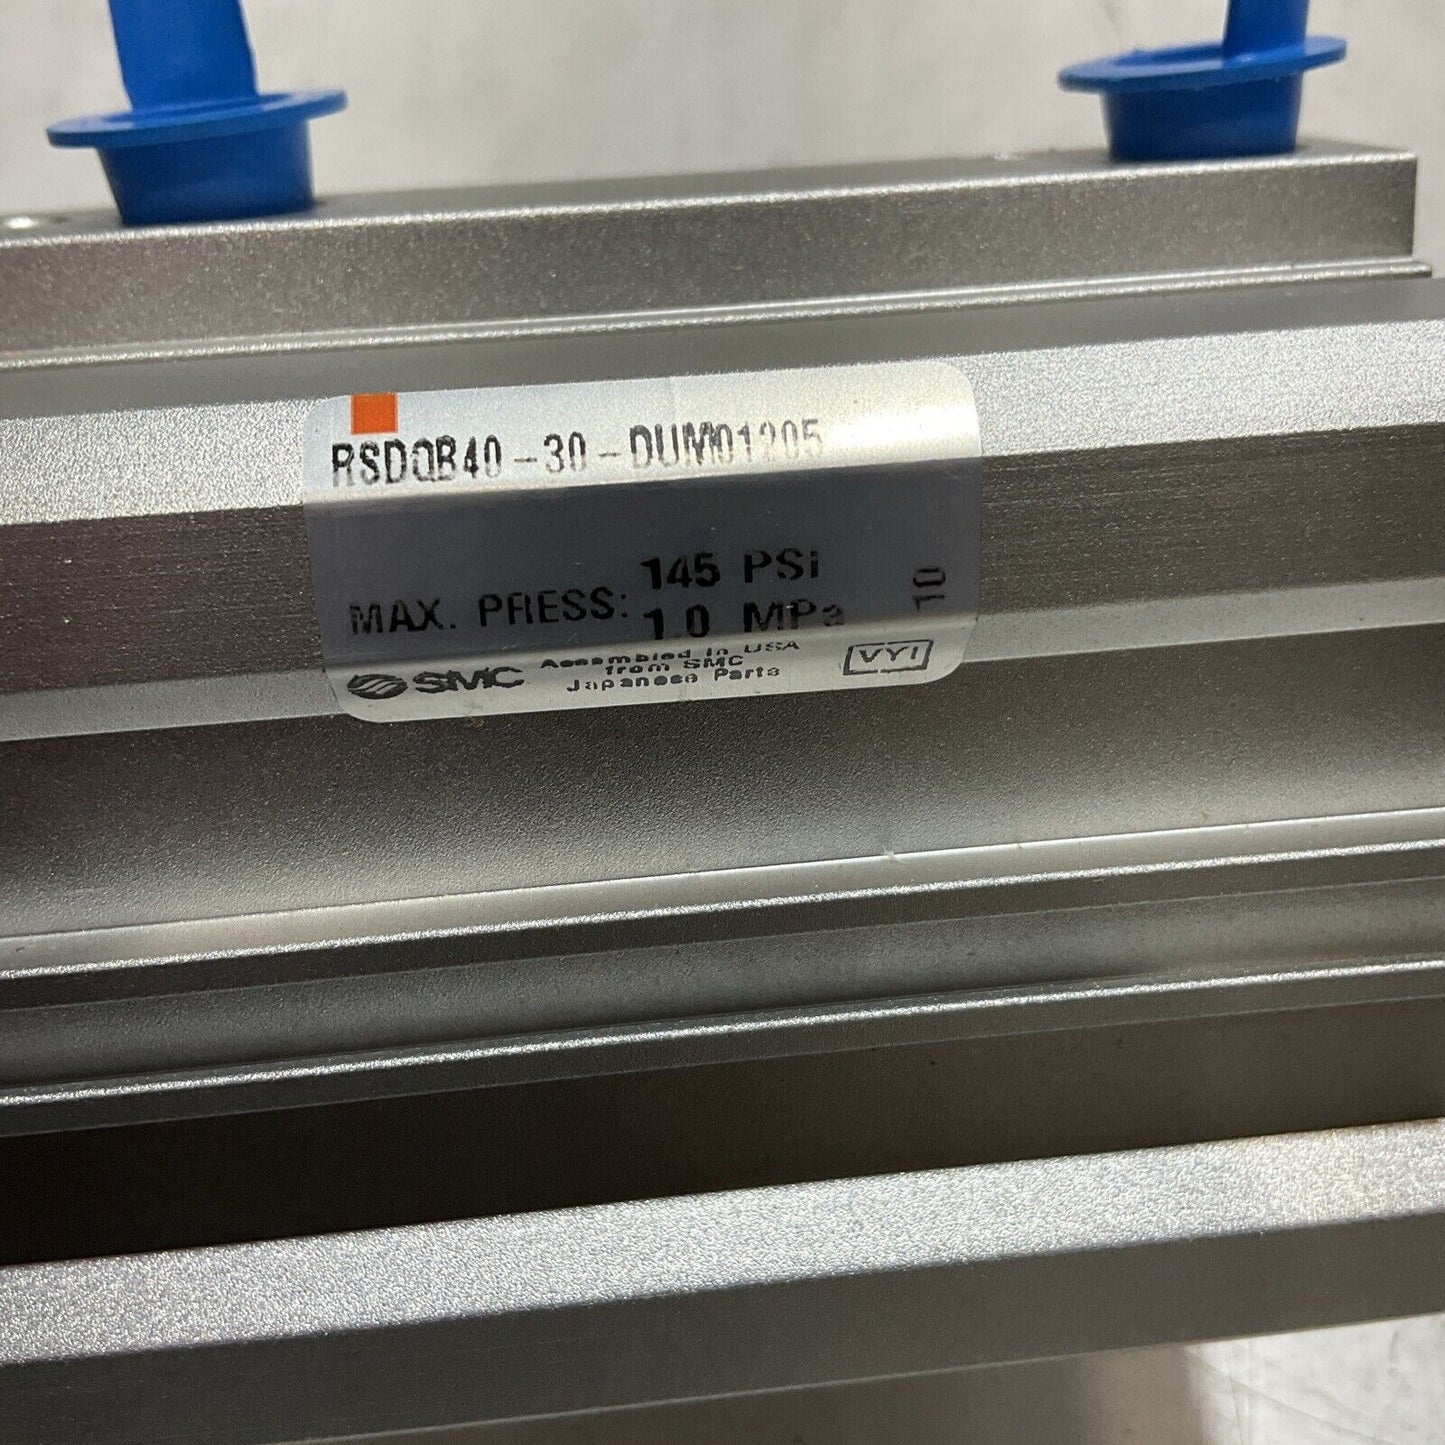 RSDQB40-30-DUM01205
145 PSI
MAX. PRESS:
1.0 MPa
10
SMC
Assembled in USA
from SMC
Japanese Parts
VYI